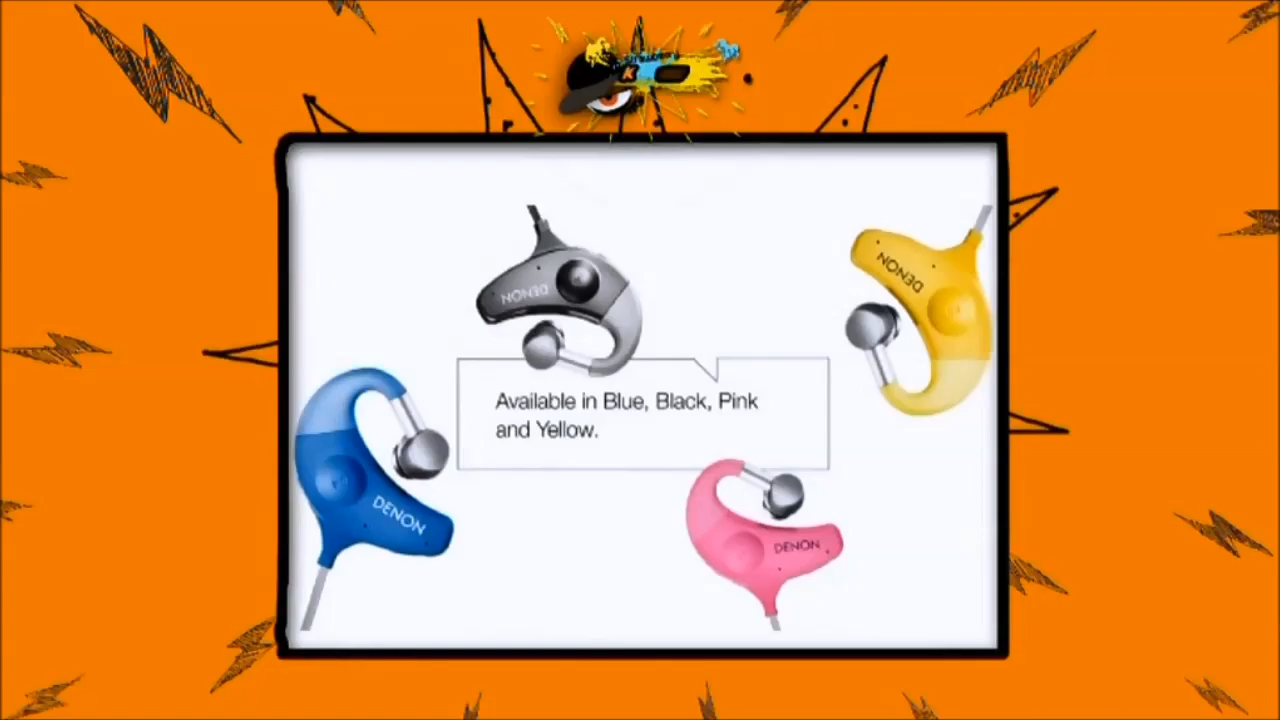 DENON
DENON
Available in Blue, Black, Pink
and Yellow.
DENON
DENON
K